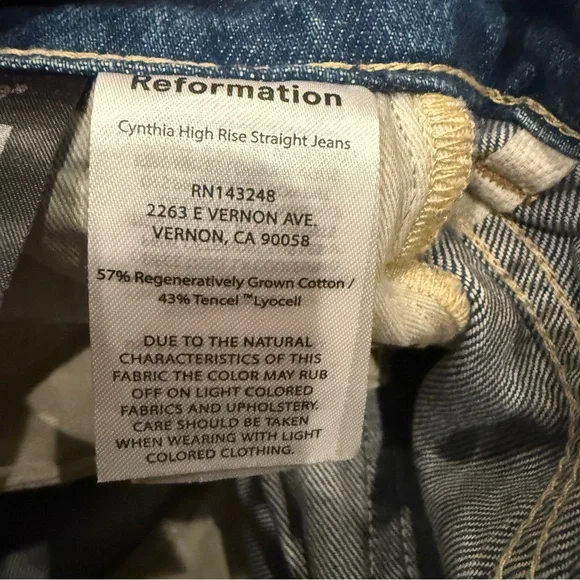 Reformation
Cynthia High Rise Straight Jeans
RN143248
2263 E VERNON AVE.
VERNON, CA 90058
57% Regeneratively Grown Cotton /
43% Tencel ™Lyocell
DUE TO THE NATURAL
CHARACTERISTICS OF THIS
FABRIC THE COLOR MAY RUB
OFF ON LIGHT COLORED
FABRICS AND UPHOLSTERY.
CARE SHOULD BE TAKEN
WHEN WEARING WITH LIGHT
COLORED CLOTHING.